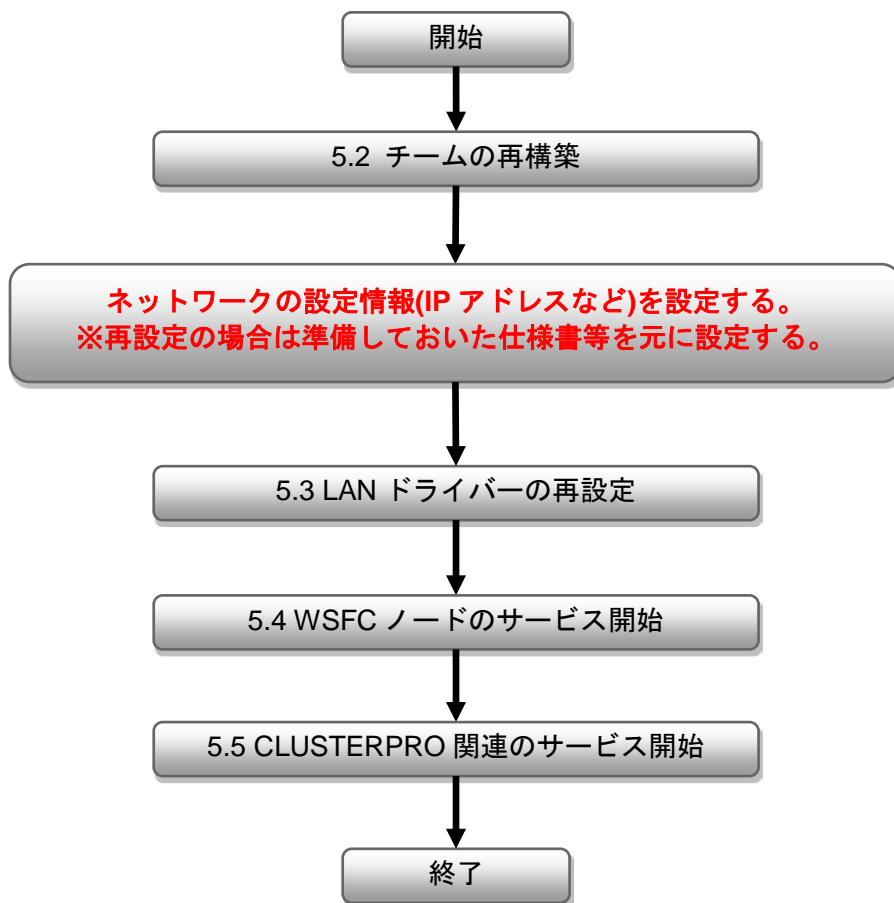 開始
5.2 チームの再構築
ネットワークの設定情報(IP アドレスなど)を設定する。
※再設定の場合は準備しておいた仕様書等を元に設定する。
5.3 LAN ドライバーの再設定
5.4 WSFC ノードのサービス開始
5.5 CLUSTERPRO 関連のサービス開始
終了